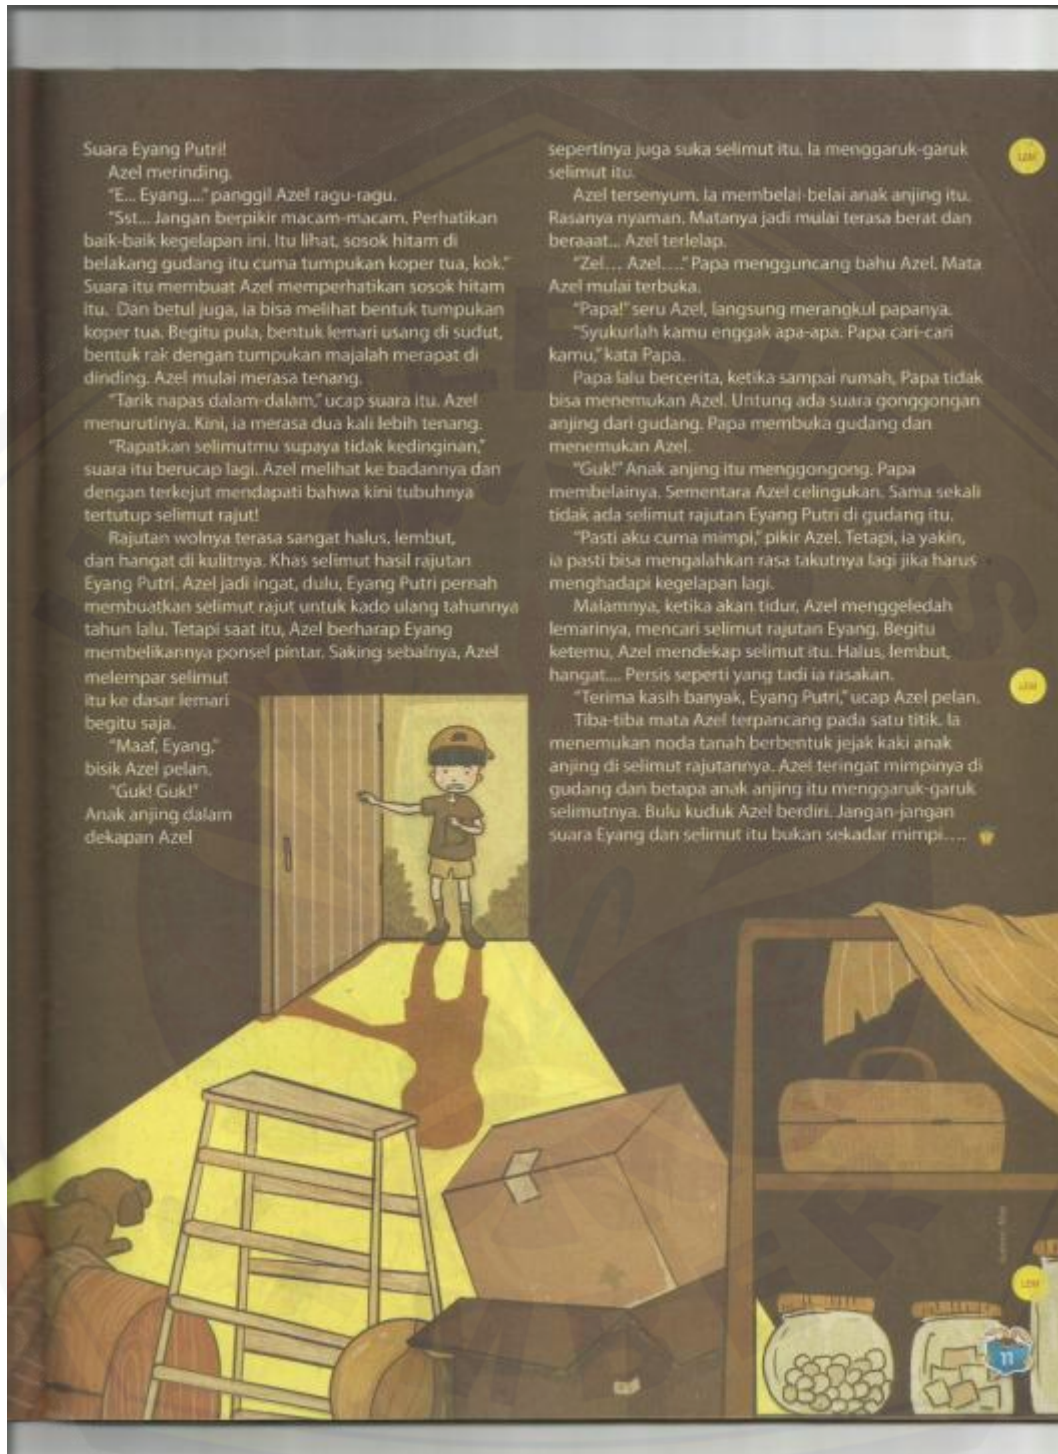 Suara Eyang Putri!
Azel merinding.
"E... Eyang...." panggil Azel ragu-ragu.
"Sst... Jangan berpikir macam-macam. Perhatikan
baik-baik kegelapan ini. Itu lihat, sosok hitam di
belakang gudang itu cuma tumpukan koper tua, kok."
Suara itu membuat Azel memperhatikan sosok hitam
itu. Dan betul juga, ia bisa melihat bentuk tumpukan
koper tua. Begitu pula, bentuk lemari usang di sudut,
bentuk rak dengan tumpukan majalah merapat di
dinding. Azel mulai merasa tenang.
"Tarik napas dalam-dalam," ucap suara itu. Azel
menurutinya. Kini, ia merasa dua kali lebih tenang.
"Rapatkan selimutmu supaya tidak kedinginan,"
suara itu berucap lagi. Azel melihat ke badannya dan
dengan terkejut mendapati bahwa kini tubuhnya
tertutup selimut rajut!
Rajutan wolnya terasa sangat halus, lembut,
dan hangat di kulitnya. Khas selimut hasil rajutan
Eyang Putri. Azel jadi ingat, dulu, Eyang Putri pernah
membuatkan selimut rajut untuk kado ulang tahunnya
tahun lalu. Tetapi saat itu, Azel berharap Eyang
membelikannya ponsel pintar. Saking sebalnya, Azel
melempar selimut
itu ke dasar lemari
begitu saja.
"Maaf, Eyang,"
bisik Azel pelan.
"Guk! Guk!"
Anak anjing dalam
dekapan Azel
sepertinya juga suka selimut itu. Ia menggaruk-garuk
selimut itu.
Azel tersenyum. Ia membelai-belai anak anjing itu.
Rasanya nyaman. Matanya jadi mulai terasa berat dan
beraaat... Azel terlelap.
"Zel.... Azel....." Papa mengguncang bahu Azel. Mata
Azel mulai terbuka.
"Papa!" seru Azel, langsung merangkul papanya.
"Syukurlah kamu enggak apa-apa. Papa cari-cari
kamu," kata Papa.
Papa lalu bercerita, ketika sampai rumah, Papa tidak
bisa menemukan Azel. Untung ada suara gonggongan
anjing dari gudang. Papa membuka gudang dan
menemukan Azel.
"Guk!" Anak anjing itu menggongong. Papa
membelainya. Sementara Azel celingukan. Sama sekali
tidak ada selimut rajutan Eyang Putri di gudang itu.
"Pasti aku cuma mimpi," pikir Azel. Tetapi, ia yakin,
ia pasti bisa mengalahkan rasa takutnya lagi jika harus
menghadapi kegelapan lagi.
Malamnya, ketika akan tidur, Azel menggeledah
lemarinya, mencari selimut rajutan Eyang. Begitu
ketemu, Azel mendekap selimut itu. Halus, lembut,
hangat.... Persis seperti yang tadi ia rasakan.
"Terima kasih banyak, Eyang Putri," ucap Azel pelan.
Tiba-tiba mata Azel terpancang pada satu titik. Ia
menemukan noda tanah berbentuk jejak kaki anak
anjing di selimut rajutannya. Azel teringat mimpinya di
gudang dan betapa anak anjing itu menggaruk-garuk
selimutnya. Bulu kuduk Azel berdiri. Jangan-jangan
suara Eyang dan selimut itu bukan sekadar mimpi....
LEM
LEM
LEM
11